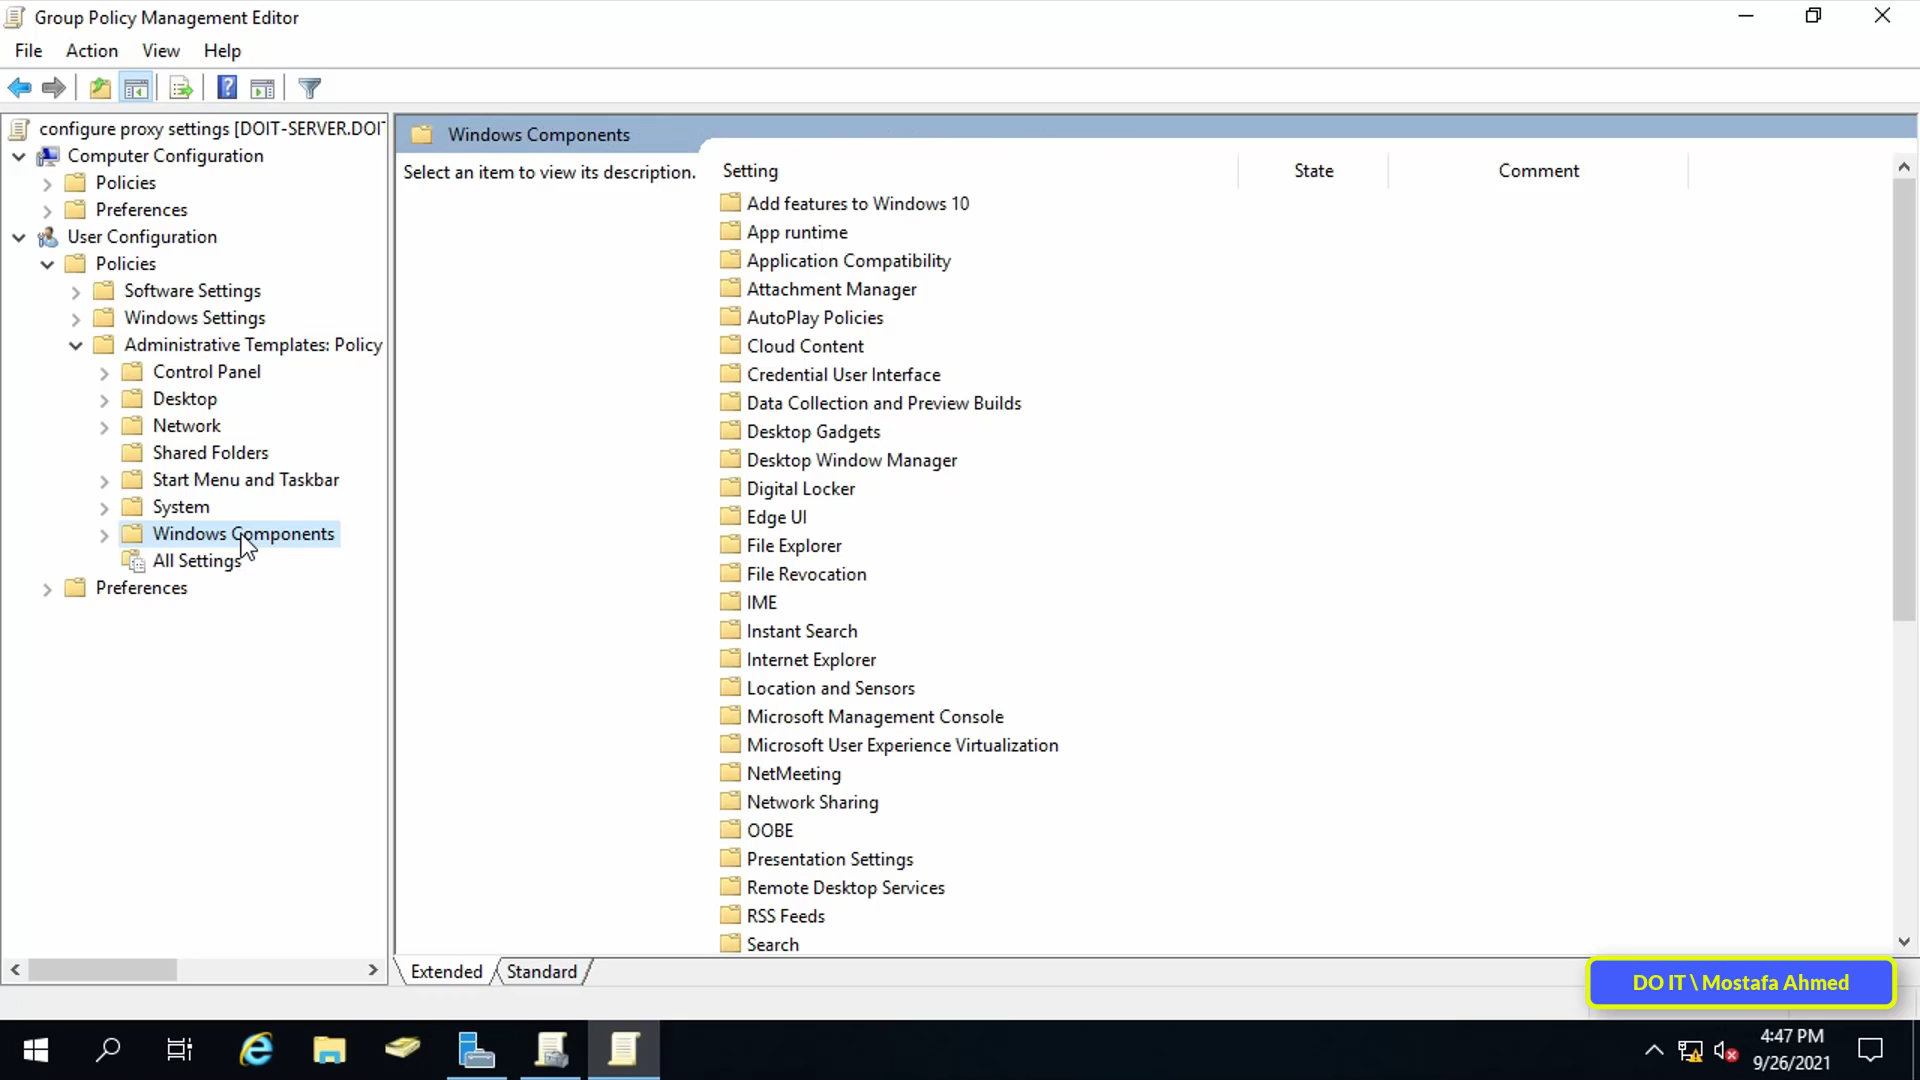 Group Policy Management Editor
File Action View Help
configure proxy settings [DOIT-SERVER.DOIT
Computer Configuration
Policies
Preferences
User Configuration
Policies
Software Settings
Windows Settings
Administrative Templates: Policy
Control Panel
Desktop
Network
Shared Folders
Start Menu and Taskbar
System
Windows Components
All Settings
Preferences
Windows Components
Select an item to view its description.
Setting State Comment
Add features to Windows 10
App runtime
Application Compatibility
Attachment Manager
AutoPlay Policies
Cloud Content
Credential User Interface
Data Collection and Preview Builds
Desktop Gadgets
Desktop Window Manager
Digital Locker
Edge UI
File Explorer
File Revocation
IME
Instant Search
Internet Explorer
Location and Sensors
Microsoft Management Console
Microsoft User Experience Virtualization
NetMeeting
Network Sharing
OOBE
Presentation Settings
Remote Desktop Services
RSS Feeds
Search
Extended Standard
DO IT \ Mostafa Ahmed
4:47 PM
9/26/2021